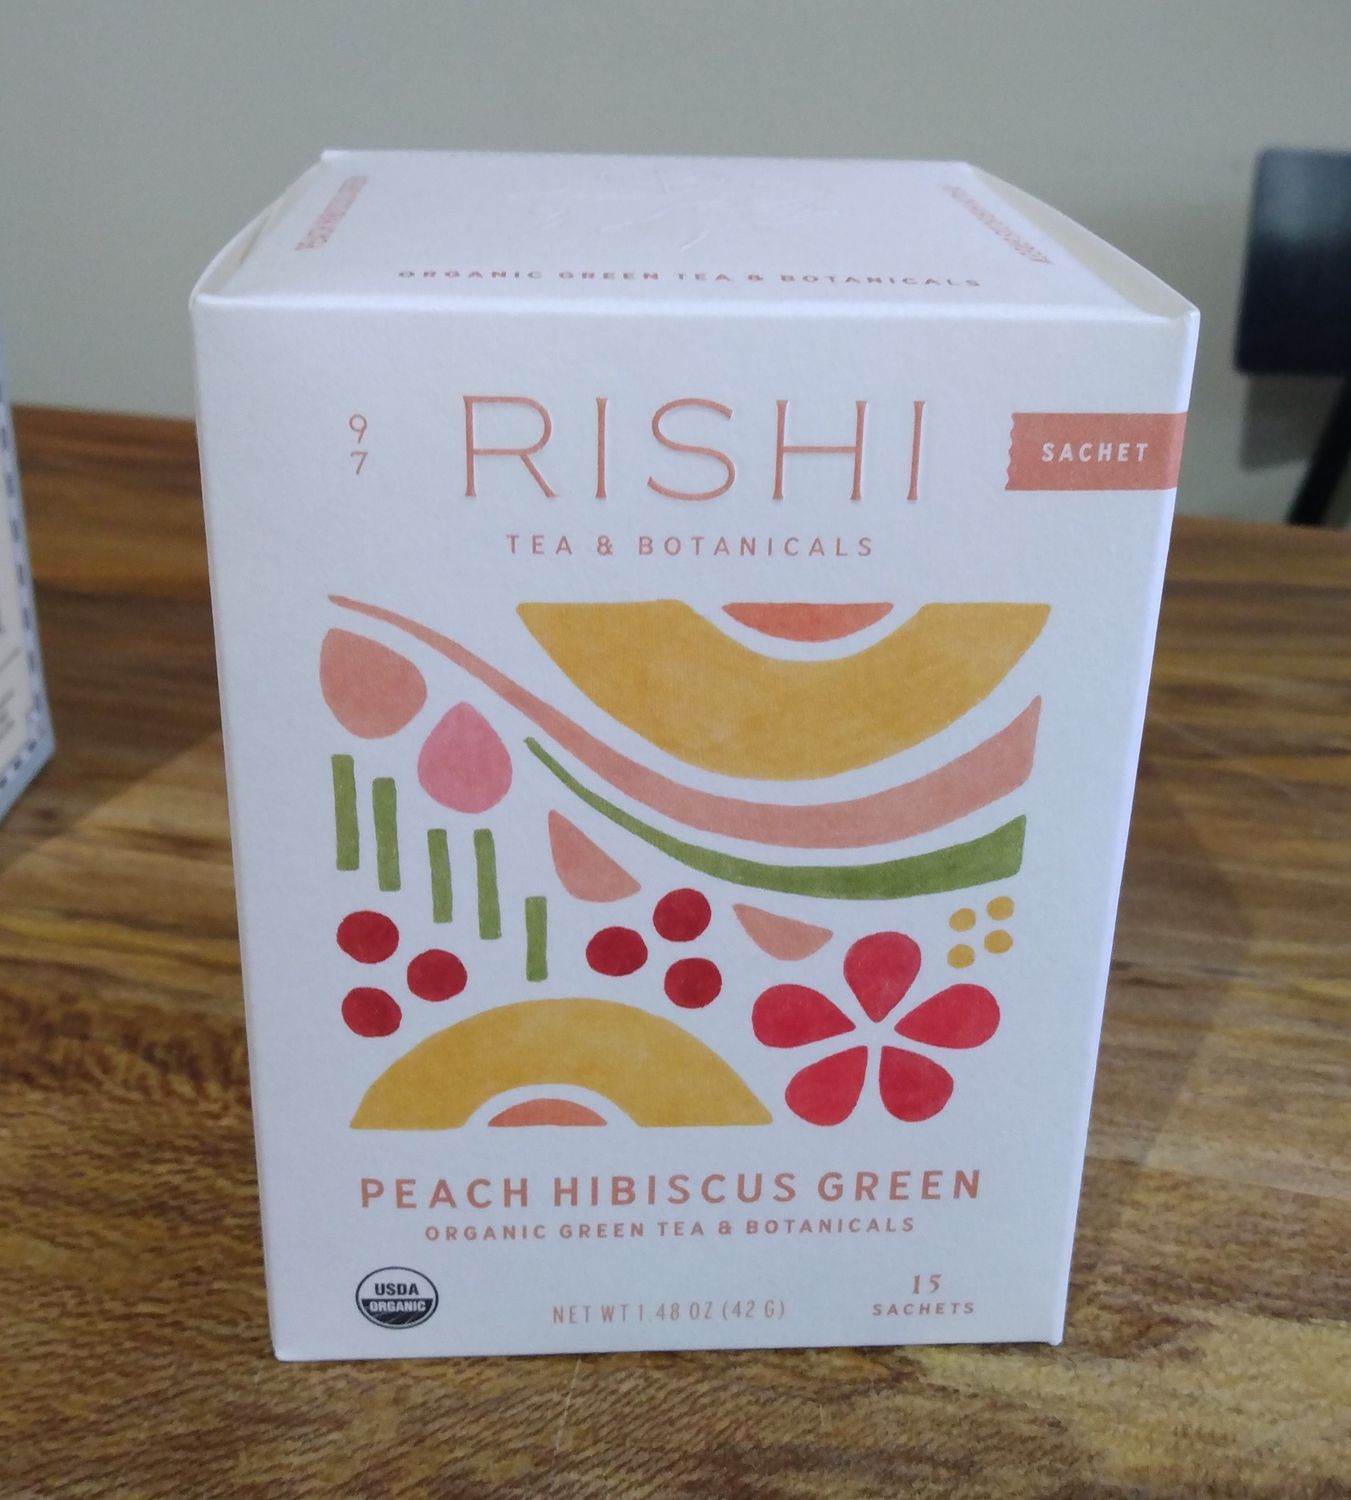 ORGANIC GREEN TEA & BOTANICALS
9
7
RISHI
SACHET
TEA & BOTANICALS
PEACH HIBISCUS GREEN
ORGANIC GREEN TEA & BOTANICALS
USDA
ORGANIC
NET WT 1.48 OZ (42 G)
15
SACHETS